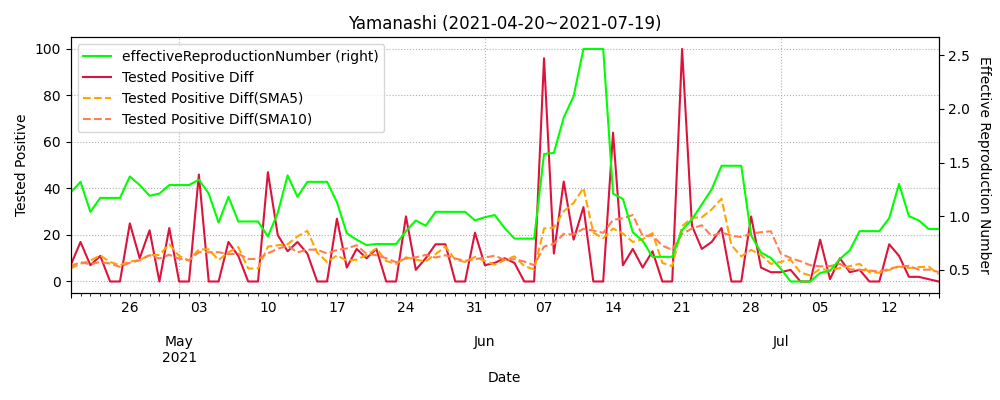 Yamanashi (2021-04-20~2021-07-19)
effectiveReproductionNumber (right)
Tested Positive Diff
Tested Positive Diff(SMA5)
Tested Positive Diff(SMA10)
Tested Positive
100
80
60
40
20
0
2.5
2.0
1.5
1.0
0.5
Effective Reproduction Number
26 03 10 17 24 31 07 14 21 28 05 12
May Jun Jul
2021
Date